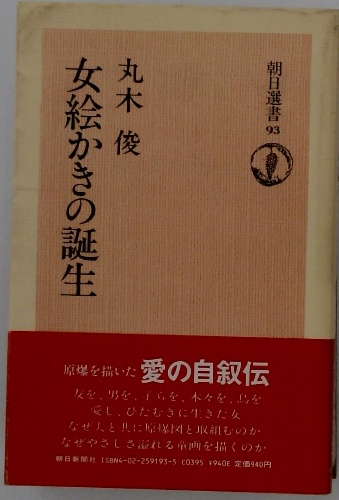 朝日選書
93
丸木 俊
女絵かきの誕生
原爆を描いた 愛の自叙伝
友を、男を、子らを、木々を、鳥を
愛し、ひたむきに生きた女
なぜ夫と共に原爆図と取組むのか
なぜやさしさ溢れる童画を描くのか
朝日新聞社 ISBN4-02-259193-5 C0395 ¥940E 定価940円